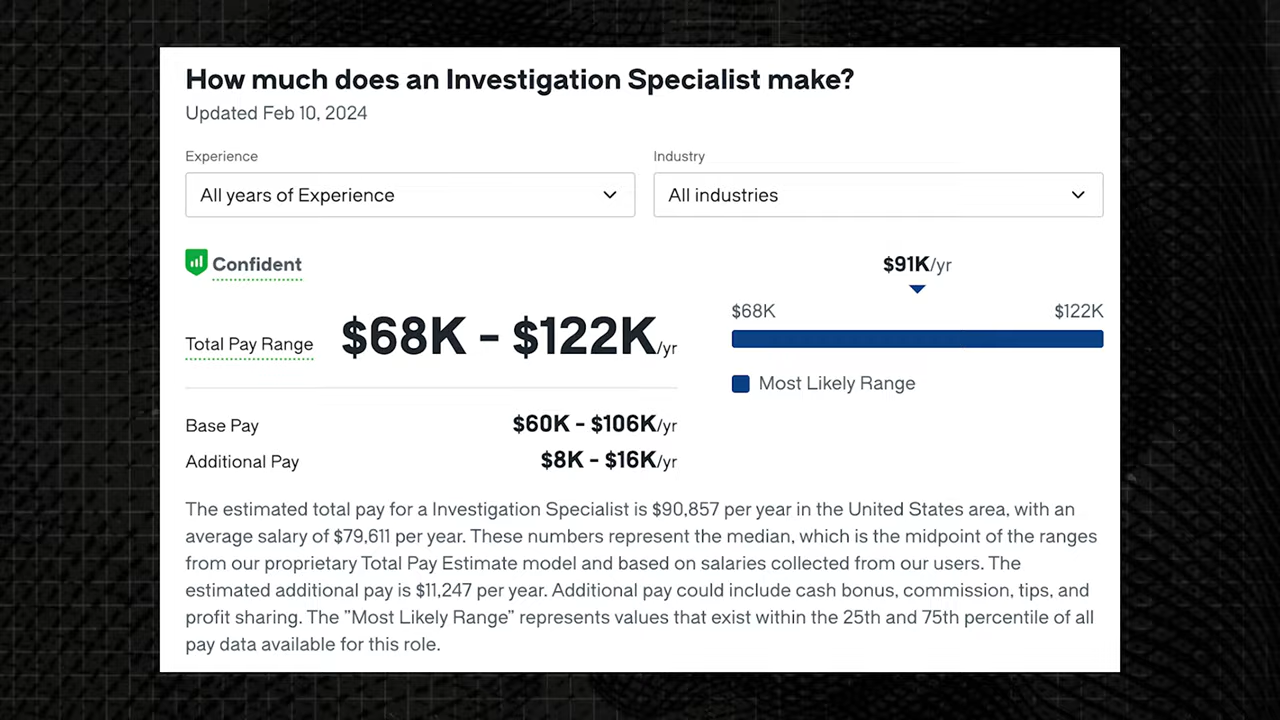 How much does an Investigation Specialist make?
Updated Feb 10, 2024
Experience
Industry
All years of Experience
All industries
Confident
$91K/yr
$68K
$122K
Total Pay Range
$68K - $122K/yr
Most Likely Range
Base Pay
$60K - $106K/yr
Additional Pay
$8K - $16K/yr
The estimated total pay for a Investigation Specialist is $90,857 per year in the United States area, with an
average salary of $79,611 per year. These numbers represent the median, which is the midpoint of the ranges
from our proprietary Total Pay Estimate model and based on salaries collected from our users. The
estimated additional pay is $11,247 per year. Additional pay could include cash bonus, commission, tips, and
profit sharing. The "Most Likely Range" represents values that exist within the 25th and 75th percentile of all
pay data available for this role.